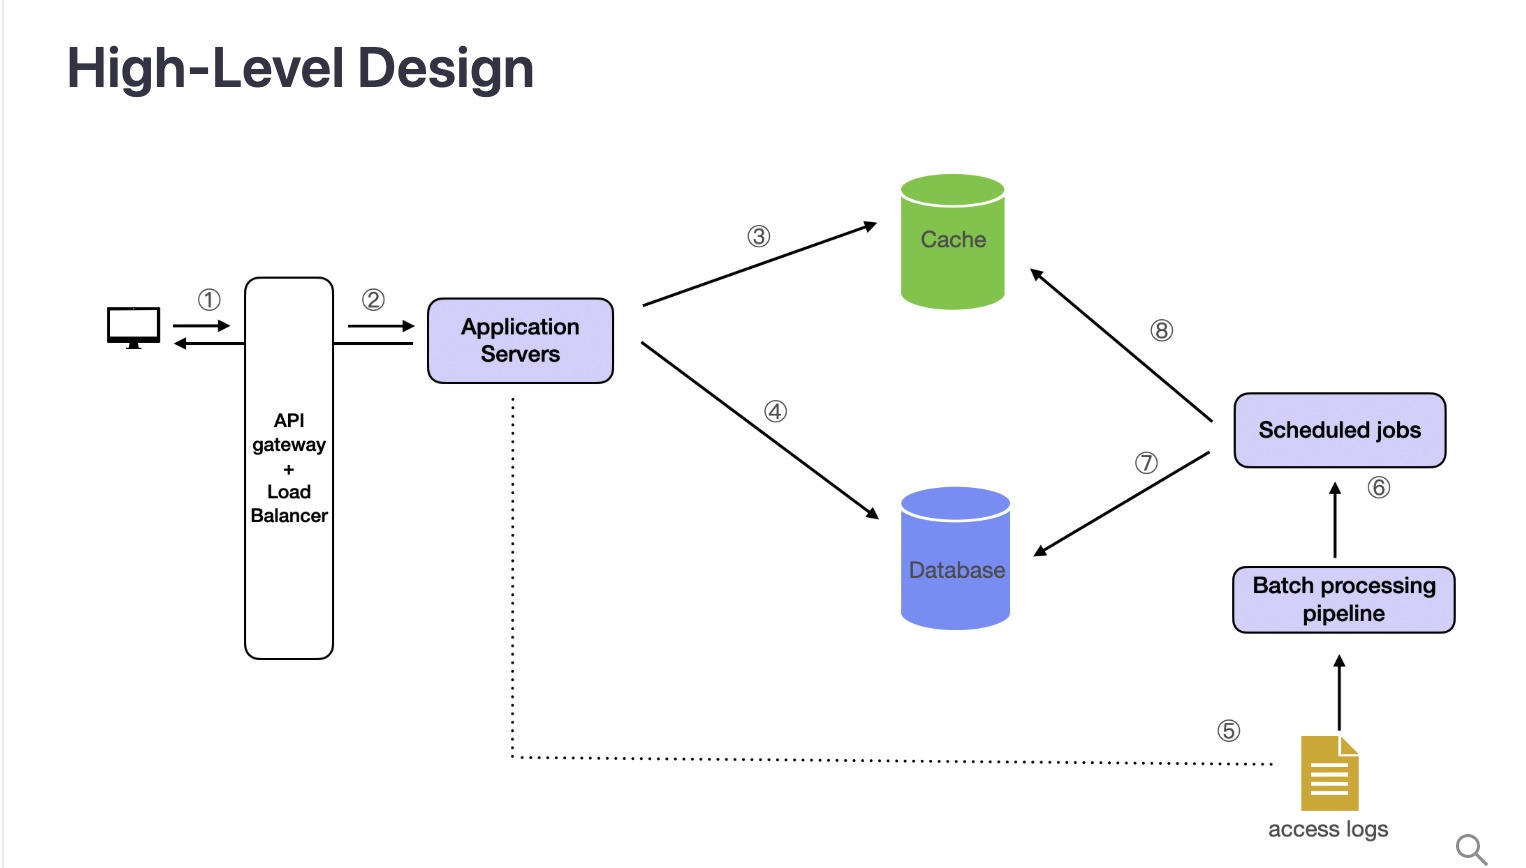 High-Level Design
①
②
API
gateway
+
Load
Balancer
Application
Servers
③
④
Cache
Database
⑧
⑦
Scheduled jobs
⑥
Batch processing
pipeline
⑤
access logs